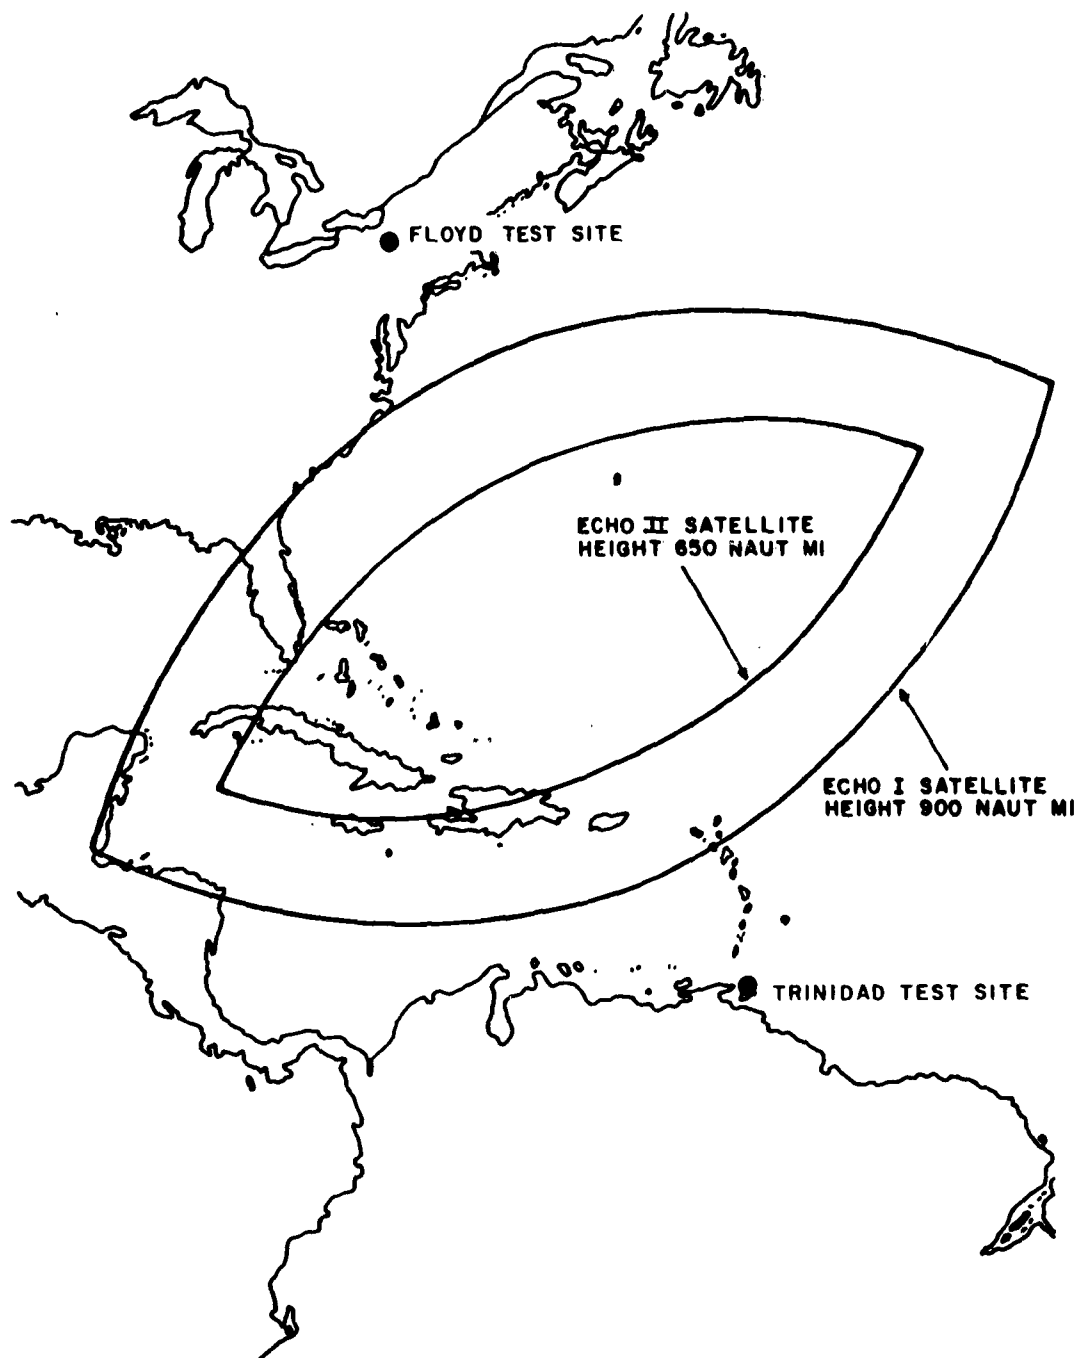 FLOYD TEST SITE
ECHO II SATELLITE
HEIGHT 650 NAUT MI
ECHO I SATELLITE
HEIGHT 900 NAUT MI
TRINIDAD TEST SITE